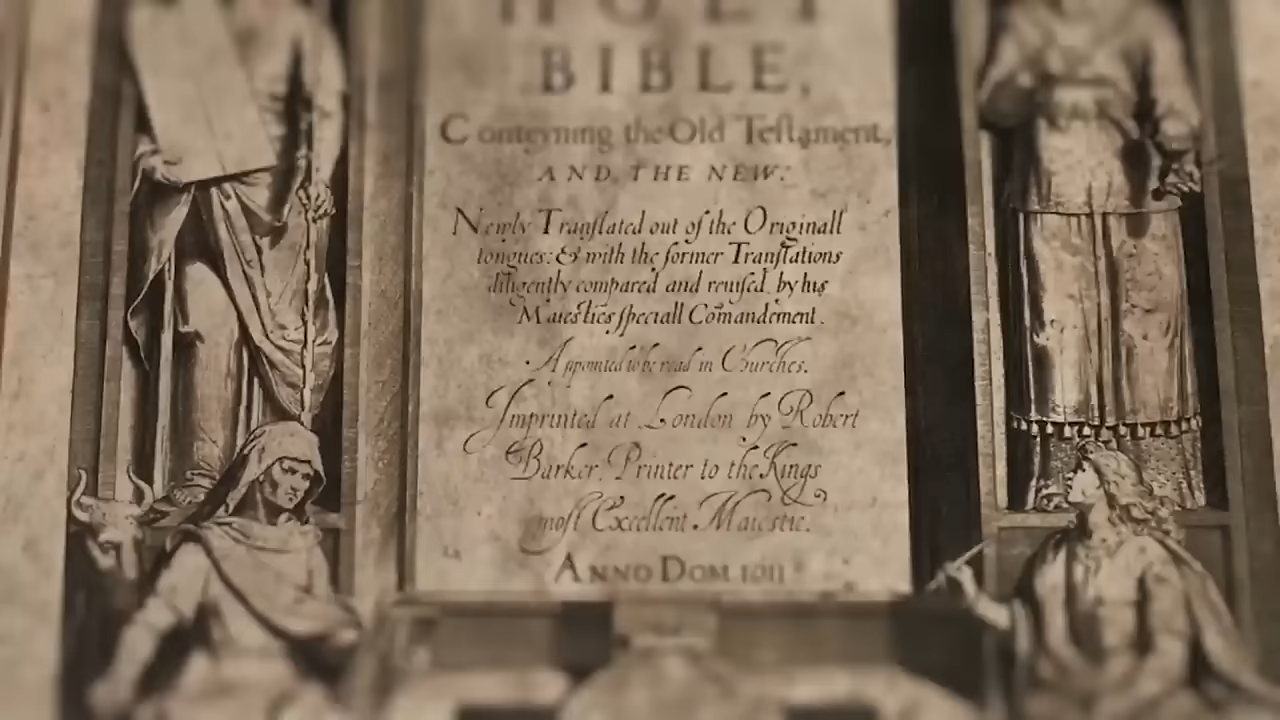 HOLY
BIBLE,
Conteyning the Old Teſtament,
AND THE NEW:
Newly Tranſlated out of the Originall
tongues: & with the former Tranſlations
diligently compared and reuiſed, by his
Maieſties ſpeciall Comandement.
Appointed to be read in Churches.
Imprinted at London by Robert
Barker, Printer to the Kings
moſt Excellent Maieſtie.
ANNO DOM. 1611